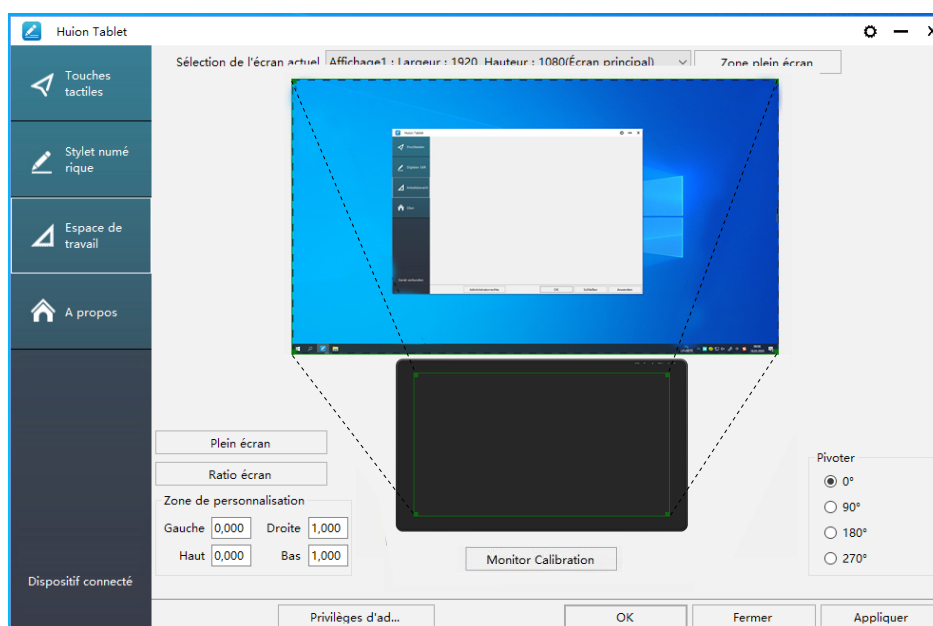 Huion Tablet
Touches
tactiles
Stylet numé
rique
Espace de
travail
A propos
Dispositif connecté
Sélection de l'écran actuel Affichage1 : Largeur : 1920 Hauteur : 1080(Écran principal) Zone plein écran
Huion Tablet
Plein écran
Ratio écran
Zone de personnalisation
Gauche 0,000 Droite 1,000
Haut 0,000 Bas 1,000
Monitor Calibration
Pivoter
0°
90°
180°
270°
Privilèges d'ad... OK Fermer Appliquer